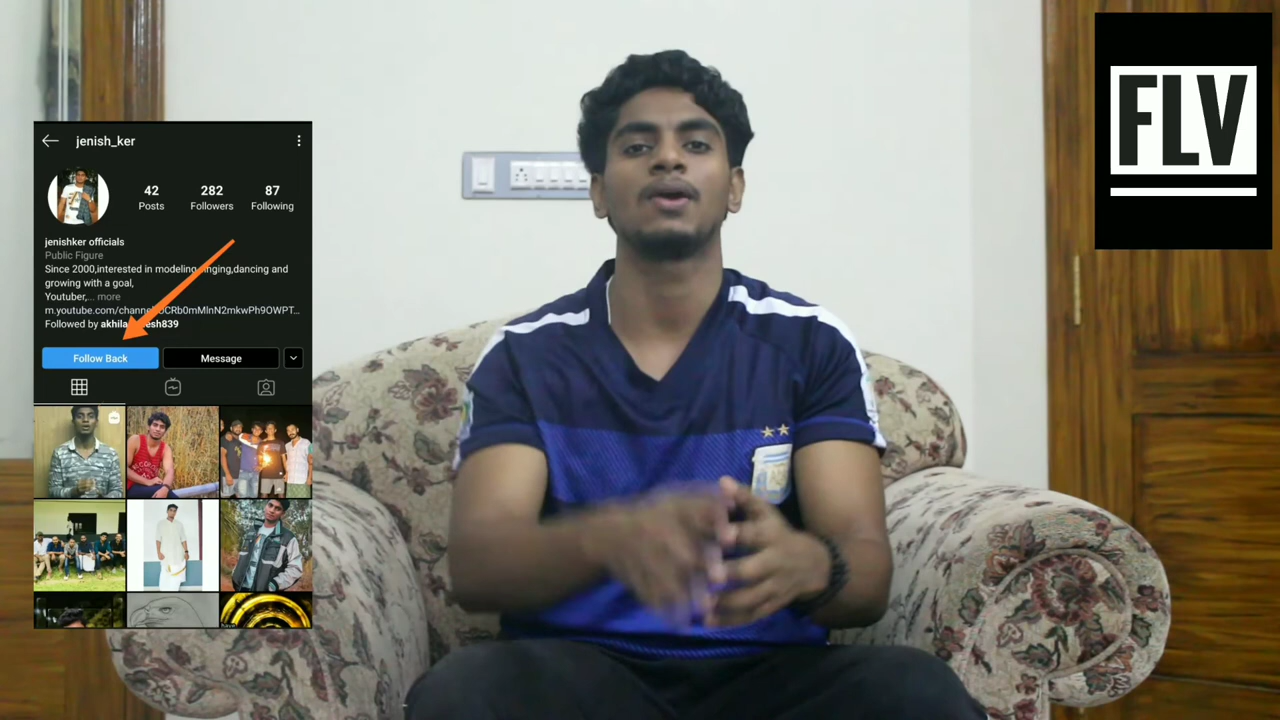 jenish_ker
42 282 87
Posts Followers Following
jenishker officials
Public Figure
Since 2000,interested in modeling, dancing and
growing with a goal,
Youtuber,... more
Followed by
Follow Back Message
FLV